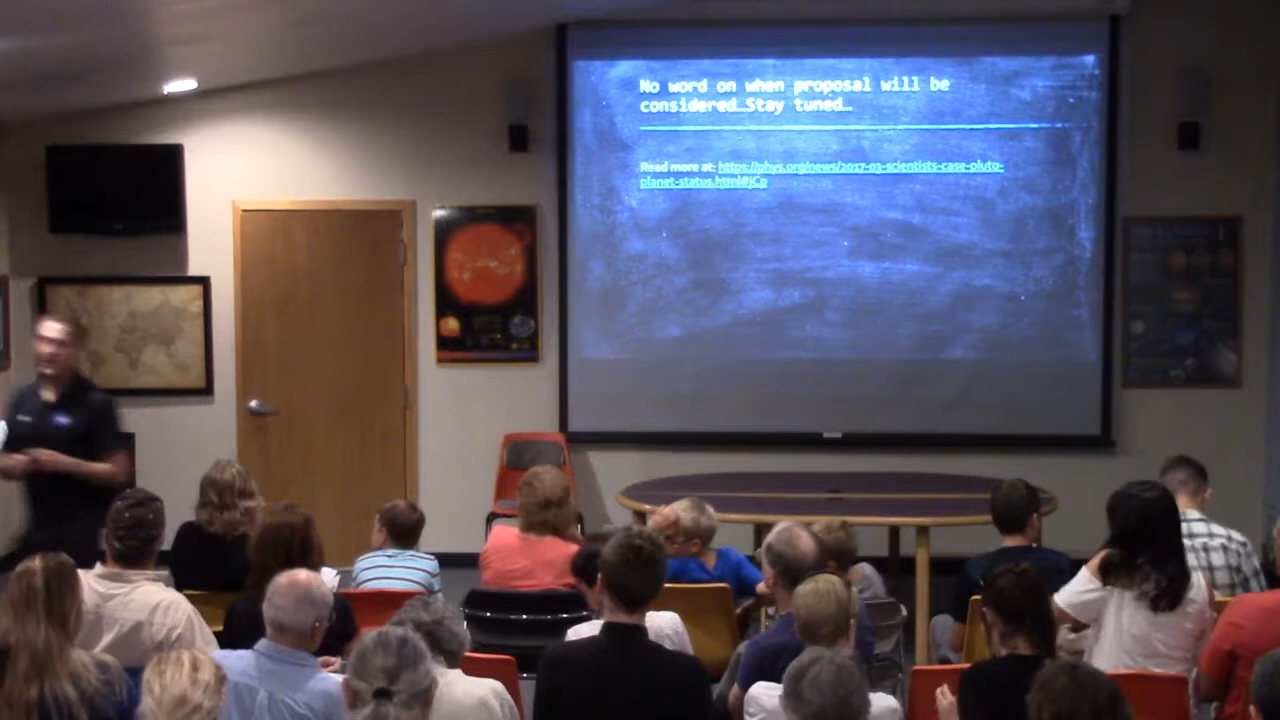 No word on when proposal will be
considered…Stay tuned…
Read more at: https://phys.org/news/2017-03-scientists-case-pluto-
planet-status.html#jCp